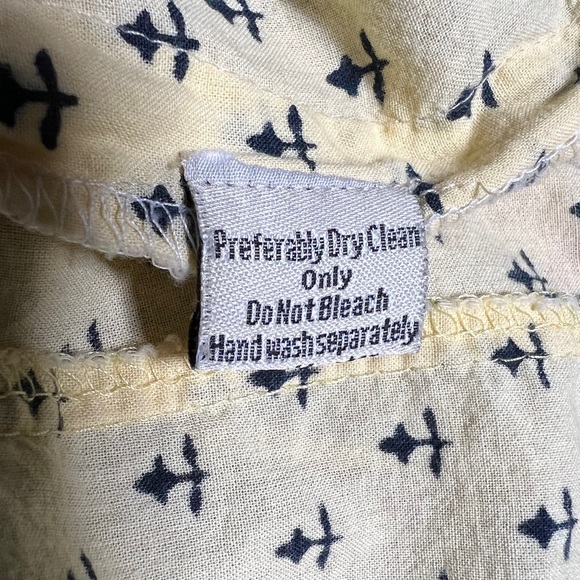 Preferably Dry Clean
Only
Do Not Bleach
Hand wash separately